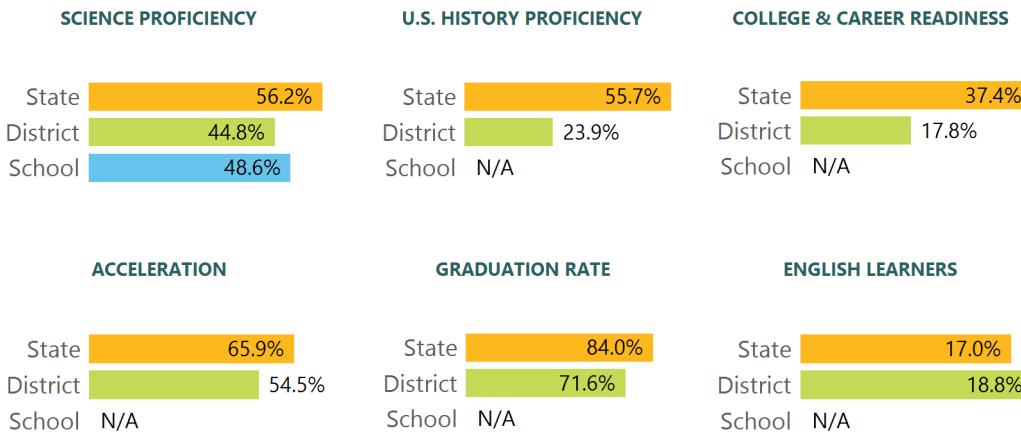 SCIENCE PROFICIENCY
State 56.2%
District 44.8%
School 48.6%
U.S. HISTORY PROFICIENCY
State 55.7%
District 23.9%
School N/A
COLLEGE & CAREER READINESS
State 37.4%
District 17.8%
School N/A
ACCELERATION
State 65.9%
District 54.5%
School N/A
GRADUATION RATE
State 84.0%
District 71.6%
School N/A
ENGLISH LEARNERS
State 17.0%
District 18.8%
School N/A